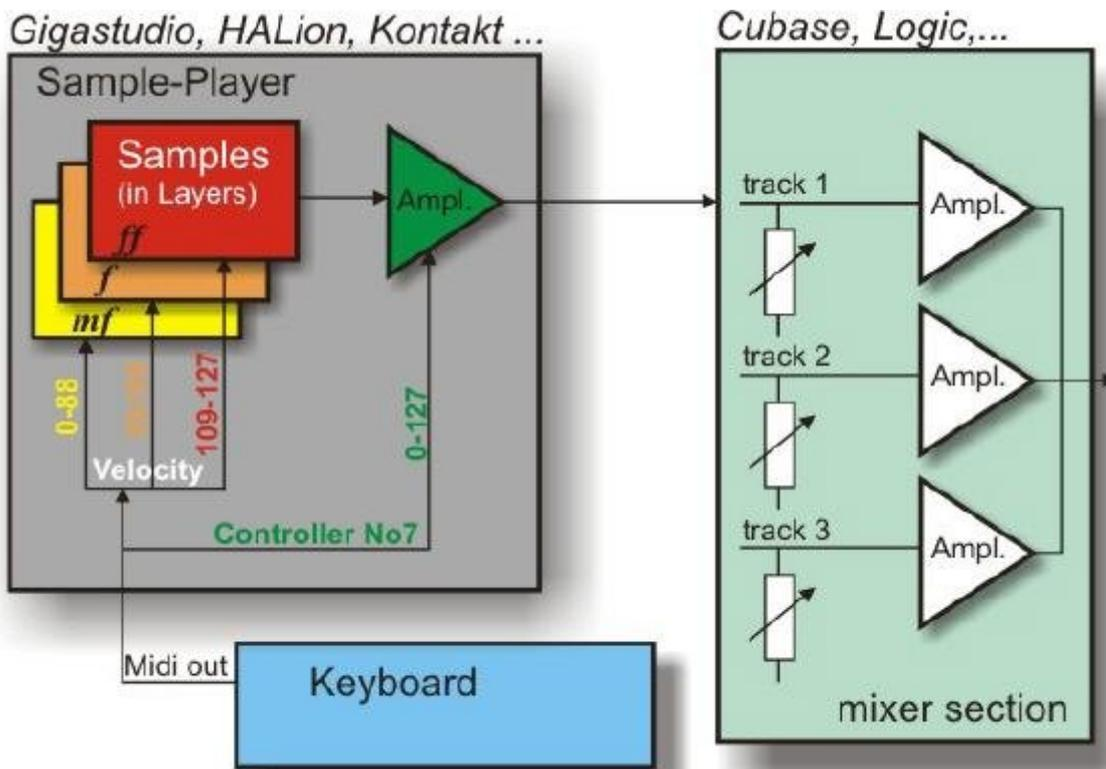 Gigastudio, HALion, Kontakt ...
Cubase, Logic,...
Sample-Player
Samples
(in Layers)
ff
f
mf
Ampl.
0-88
109-127
0-127
Velocity
Controller No7
Midi out
Keyboard
track 1
Ampl.
track 2
Ampl.
track 3
Ampl.
mixer section